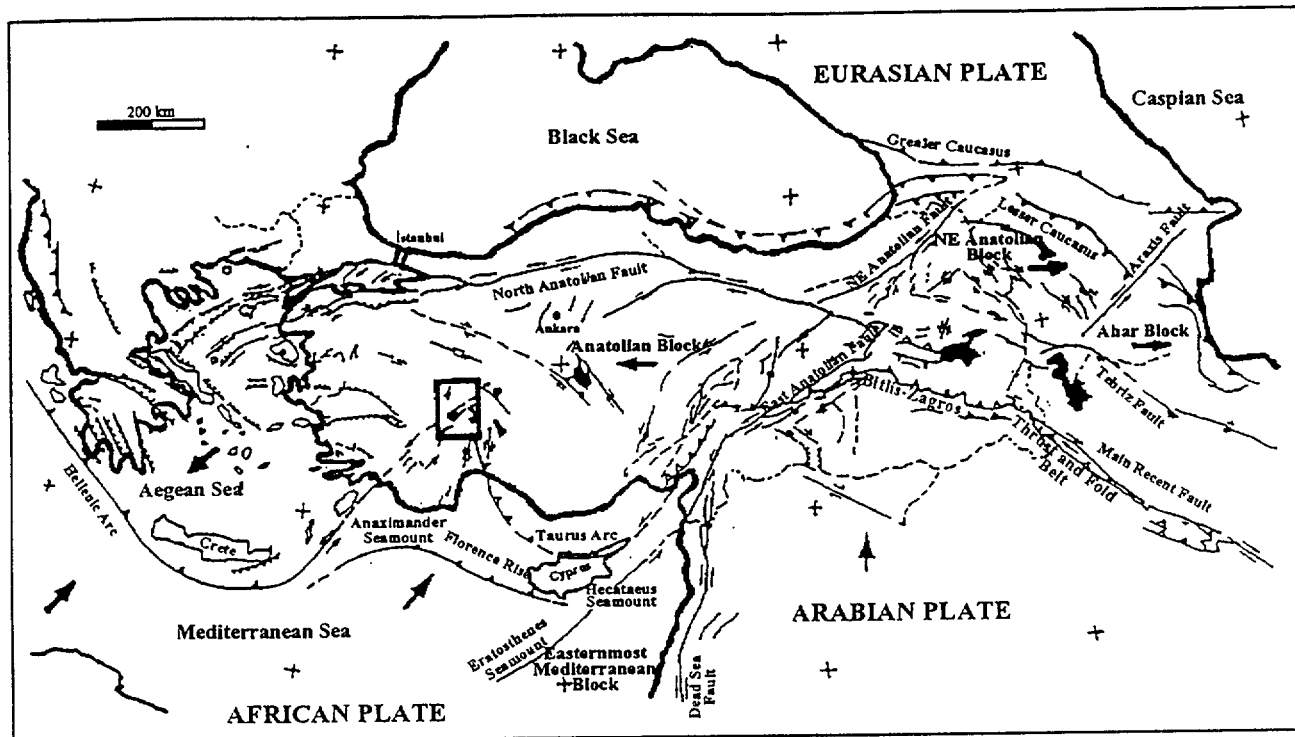 EURASIAN PLATE
Caspian Sea
200 km
Black Sea
Greater Caucasus
Lesser Caucasus
Istanbul
NE Anatolian Fault
NE Anatolian
Block
Araxis Fault
North Anatolian Fault
Ankara
Anatolian Block
Ahar Block
East Anatolian Fault
Bitlis-Zagros
Thrust and Fold
Belt
Tebriz Fault
Main Recent Fault
Aegean Sea
Hellenic Arc
Crete
Anaximander
Seamount
Florence Rise
Taurus Arc
Cyprus
Hecataeus
Seamount
ARABIAN PLATE
Mediterranean Sea
Eratosthenes
Seamount
Easternmost
Mediterranean
Block
Dead Sea
Fault
AFRICAN PLATE